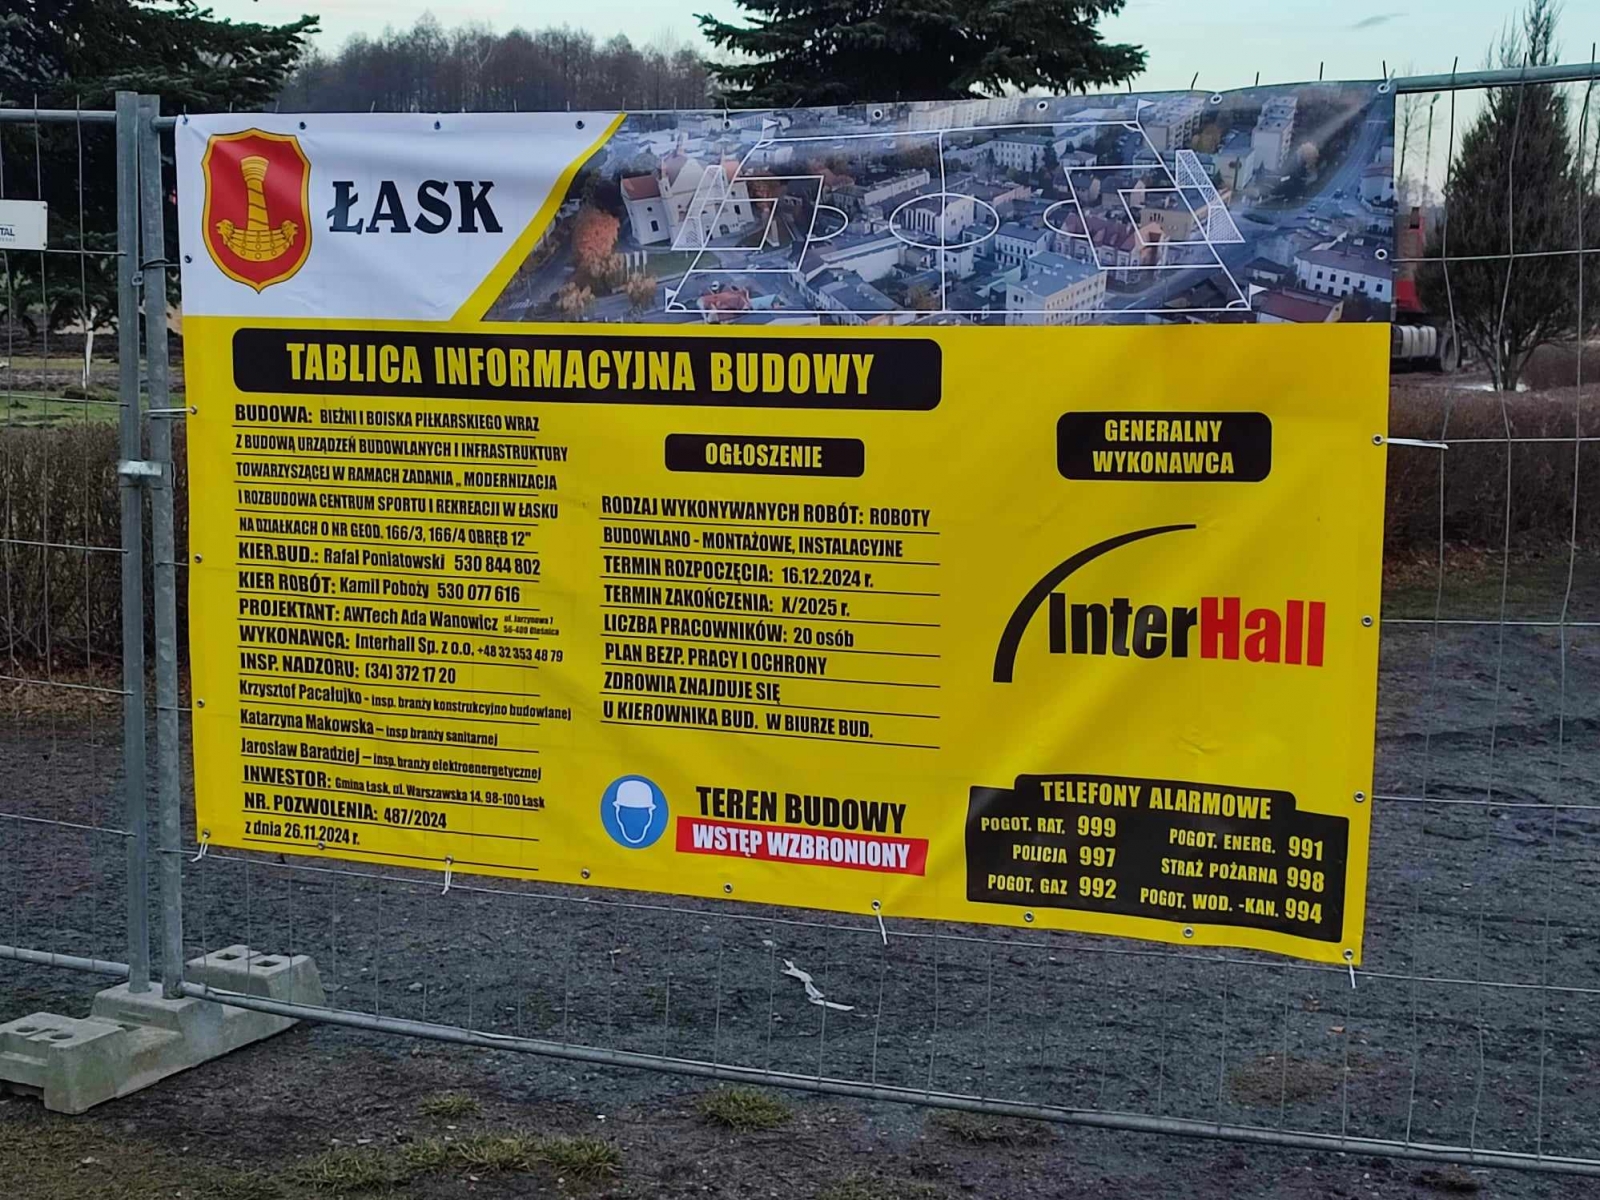 ŁASK
TABLICA INFORMACYJNA BUDOWY
BUDOWA: BIEŻNI I BOISKA PIŁKARSKIEGO WRAZ
Z BUDOWĄ URZĄDZEŃ BUDOWLANYCH I INFRASTRUKTURY
TOWARZYSZĄCEJ W RAMACH ZADANIA „ MODERNIZACJA
I ROZBUDOWA CENTRUM SPORTU I REKREACJI W ŁASKU
NA DZIAŁKACH O NR GEOD. 166/3, 166/4 OBRĘB 12"
KIER.BUD.: Rafał Poniatowski 530 844 802
KIER ROBÓT: Kamil Poboży 530 077 616
PROJEKTANT: AWTech Ada Wanowicz ul. Jarzynowa 7
56-400 Oleśnica
WYKONAWCA: Interhall Sp. z o.o. +48 32 353 48 79
INSP. NADZORU: (34) 372 17 20
Krzysztof Pacałujko - insp. branży konstrukcyjno budowlanej
Katarzyna Makowska – insp branży sanitarnej
Jarosław Baradziej – insp. branży elektroenergetycznej
INWESTOR: Gmina Łask, ul. Warszawska 14, 98-100 Łask
NR. POZWOLENIA: 487/2024
z dnia 26.11.2024 r.
OGŁOSZENIE
RODZAJ WYKONYWANYCH ROBÓT: ROBOTY
BUDOWLANO - MONTAŻOWE, INSTALACYJNE
TERMIN ROZPOCZĘCIA: 16.12.2024 r.
TERMIN ZAKOŃCZENIA: X/2025 r.
LICZBA PRACOWNIKÓW: 20 osób
PLAN BEZP. PRACY I OCHRONY
ZDROWIA ZNAJDUJE SIĘ
U KIEROWNIKA BUD. W BIURZE BUD.
TEREN BUDOWY
WSTĘP WZBRONIONY
GENERALNY
WYKONAWCA
InterHall
TELEFONY ALARMOWE
POGOT. RAT. 999
POLICJA 997
POGOT. GAZ 992
POGOT. ENERG. 991
STRAŻ POŻARNA 998
POGOT. WOD. -KAN. 994